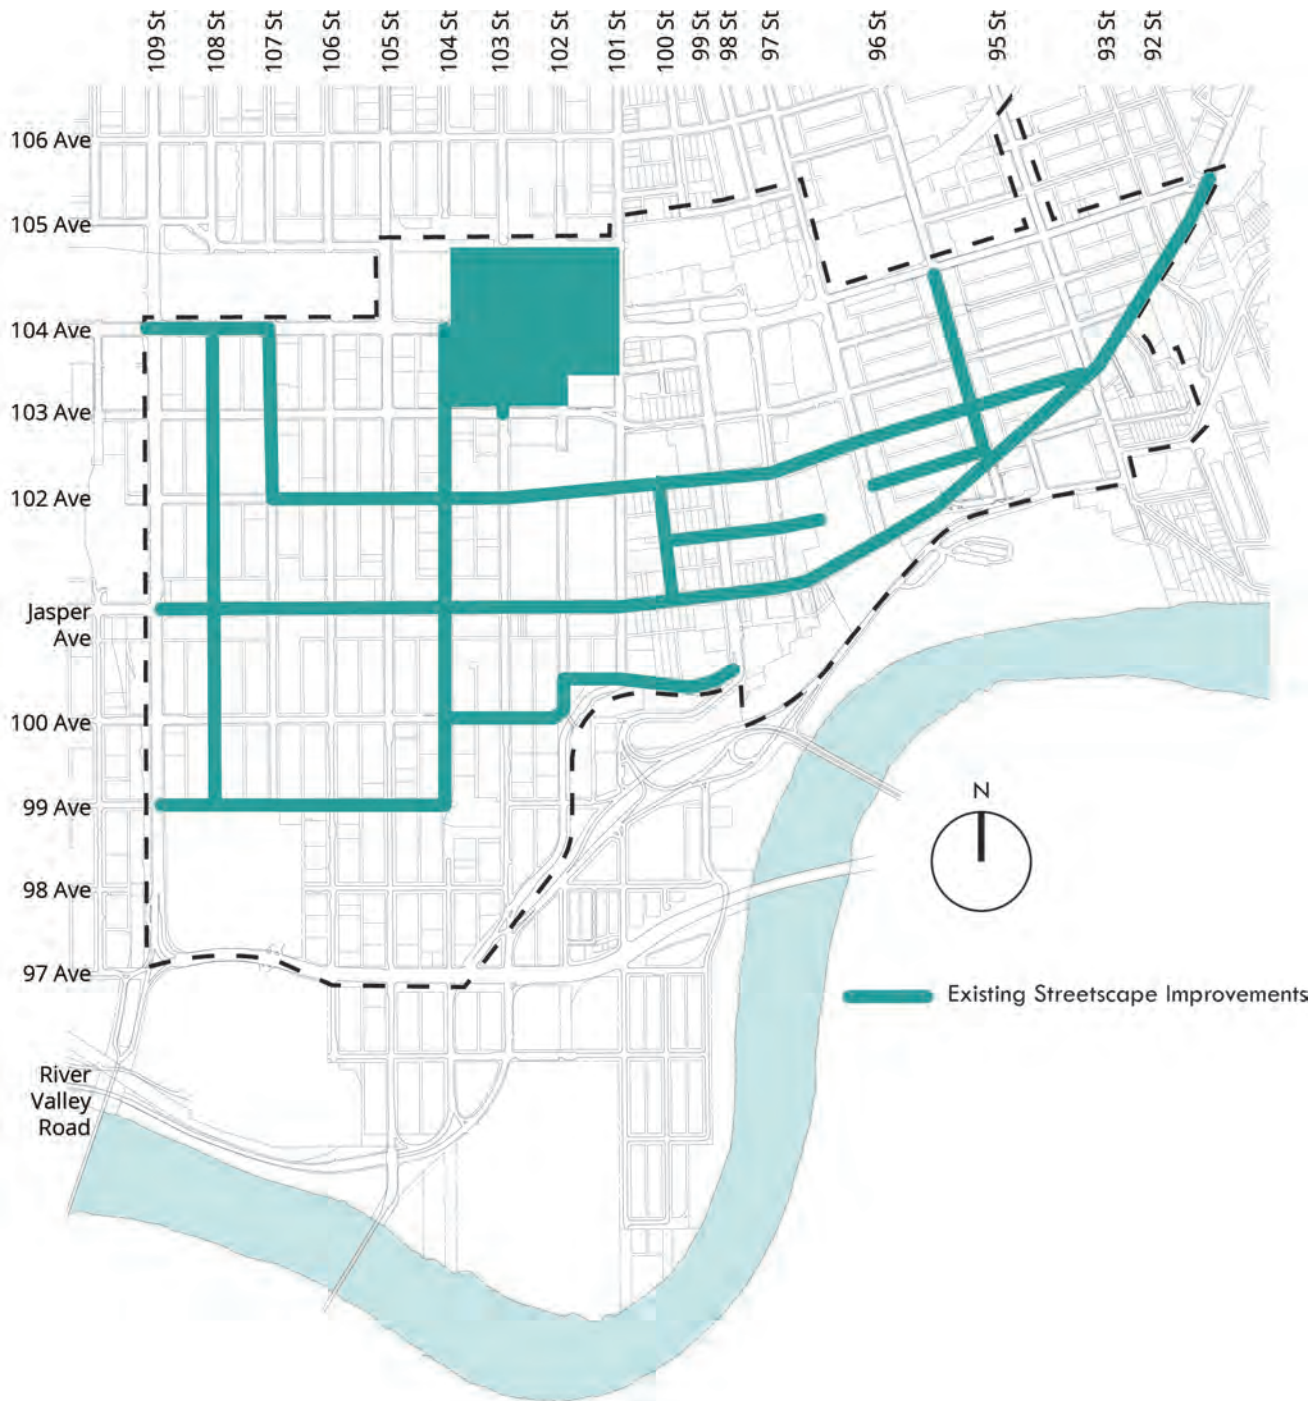 109 St
108 St
107 St
106 St
105 St
104 St
103 St
102 St
101 St
100 St
99 St
98 St
97 St
96 St
95 St
93 St
92 St
106 Ave
105 Ave
104 Ave
103 Ave
102 Ave
Jasper
Ave
100 Ave
99 Ave
98 Ave
97 Ave
River
Valley
Road
N
Existing Streetscape Improvements